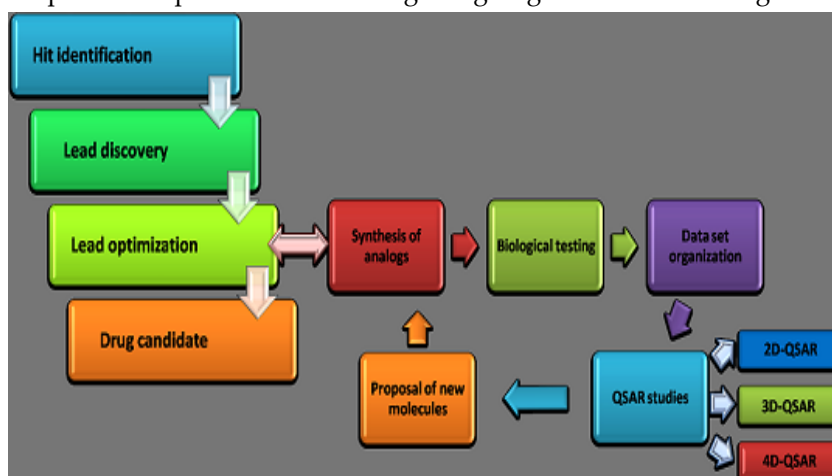 Hit identification
Lead discovery
Lead optimization
Drug candidate
Synthesis of
analogs
Biological testing
Data set
organization
Proposal of new
molecules
QSAR studies
2D-QSAR
3D-QSAR
4D-QSAR